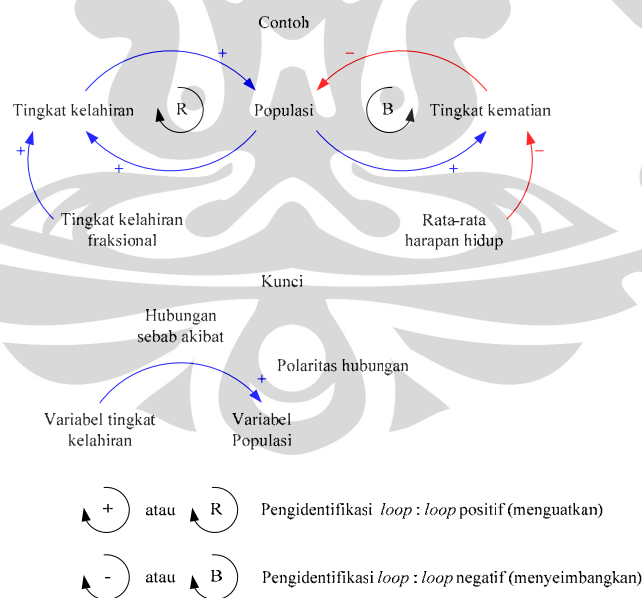 Contoh
+ −
Tingkat kelahiran R Populasi B Tingkat kematian
+ + + −
Tingkat kelahiran
fraksional
Rata-rata
harapan hidup
Kunci
Hubungan
sebab akibat
Polaritas hubungan
+
Variabel tingkat
kelahiran
Variabel
Populasi
+ atau R Pengidentifikasi loop : loop positif (menguatkan)
- atau B Pengidentifikasi loop : loop negatif (menyeimbangkan)